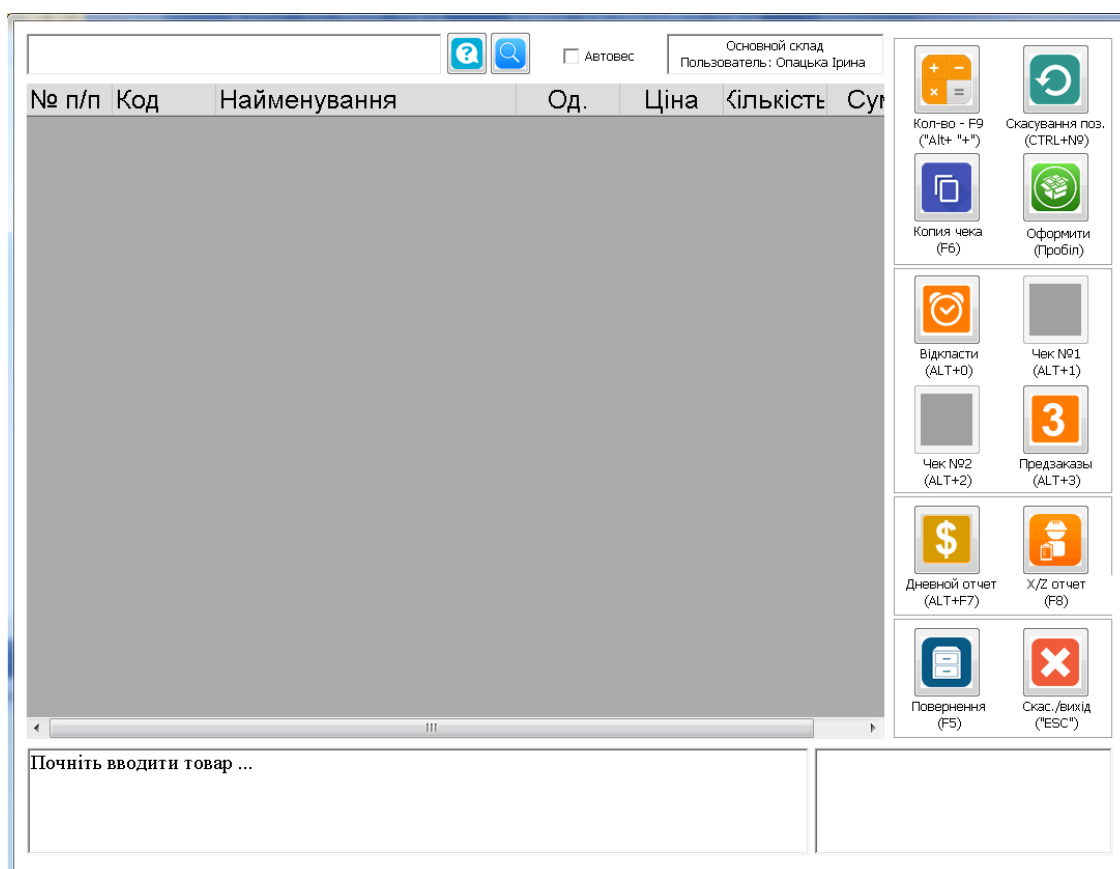 Автовес
Основной склад
Пользователь: Опацька Ірина
№ п/п Код Найменування Од. Ціна Кількість Сум
Кол-во - F9
("Alt+ "+")
Скасування поз.
(CTRL+№)
Копия чека
(F6)
Оформити
(Пробіл)
Відкласти
(ALT+0)
Чек №1
(ALT+1)
Чек №2
(ALT+2)
3
Предзаказы
(ALT+3)
$
Дневной отчет
(ALT+F7)
X/Z отчет
(F8)
Повернення
(F5)
Скас./вихід
("ESC")
Почніть вводити товар ...